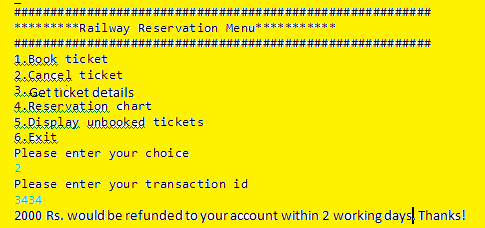 ##########################################################
*********Railway Reservation Menu***********
##########################################################
1.Book ticket
2.Cancel ticket
3. Get ticket details
4.Reservation chart
5.Display unbooked tickets
6.Exit
Please enter your choice
2
Please enter your transaction id
3434
2000 Rs. would be refunded to your account within 2 working days. Thanks!